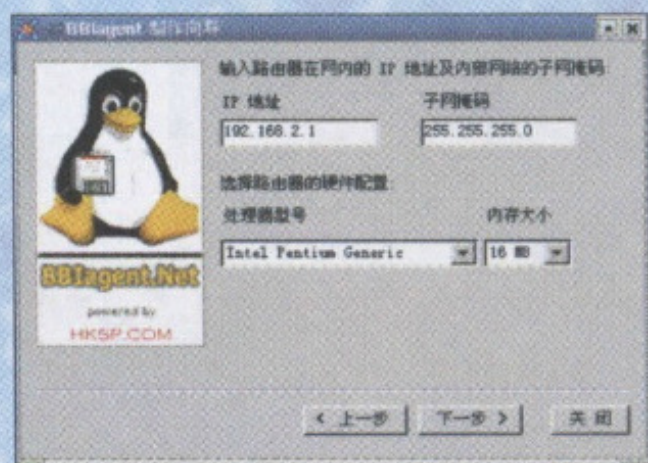 BBIagent 制作向导
输入路由器在网内的 IP 地址及内部网络的子网掩码:
IP 地址 子网掩码
192.168.2.1 255.255.255.0
选择路由器的硬件配置:
处理器型号 内存大小
Intel Pentium Generic 16 MB
BBIagent.Net
powered by
HKSP.COM
< 上一步 下一步 > 关闭